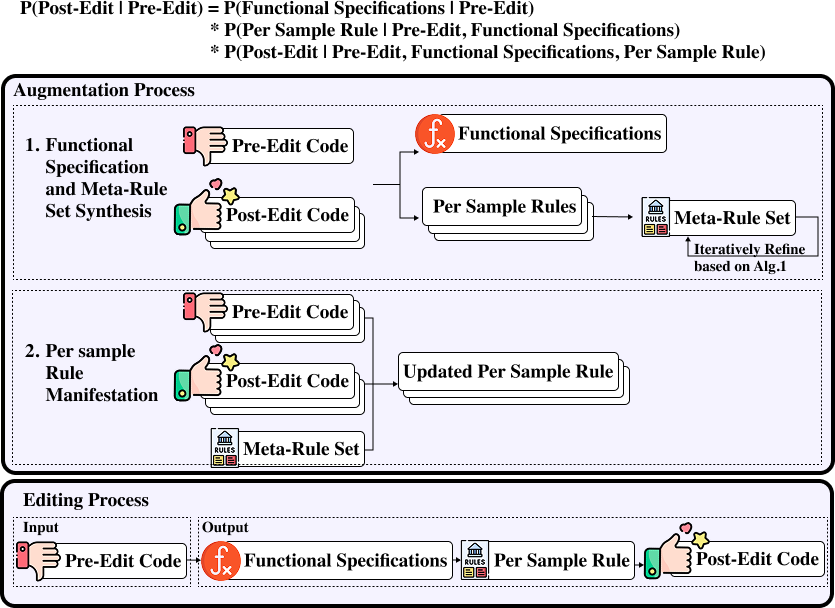 P(Post-Edit | Pre-Edit) = P(Functional Specifications | Pre-Edit)
* P(Per Sample Rule | Pre-Edit, Functional Specifications)
* P(Post-Edit | Pre-Edit, Functional Specifications, Per Sample Rule)
Augmentation Process
1. Functional
Specification
and Meta-Rule
Set Synthesis
Pre-Edit Code
Post-Edit Code
fx Functional Specifications
Per Sample Rules
RULES
Meta-Rule Set
Iteratively Refine
based on Alg.1
2. Per sample
Rule
Manifestation
Pre-Edit Code
Post-Edit Code
RULES
Meta-Rule Set
Updated Per Sample Rule
Editing Process
Input
Output
Pre-Edit Code
fx Functional Specifications
RULES
Per Sample Rule
Post-Edit Code